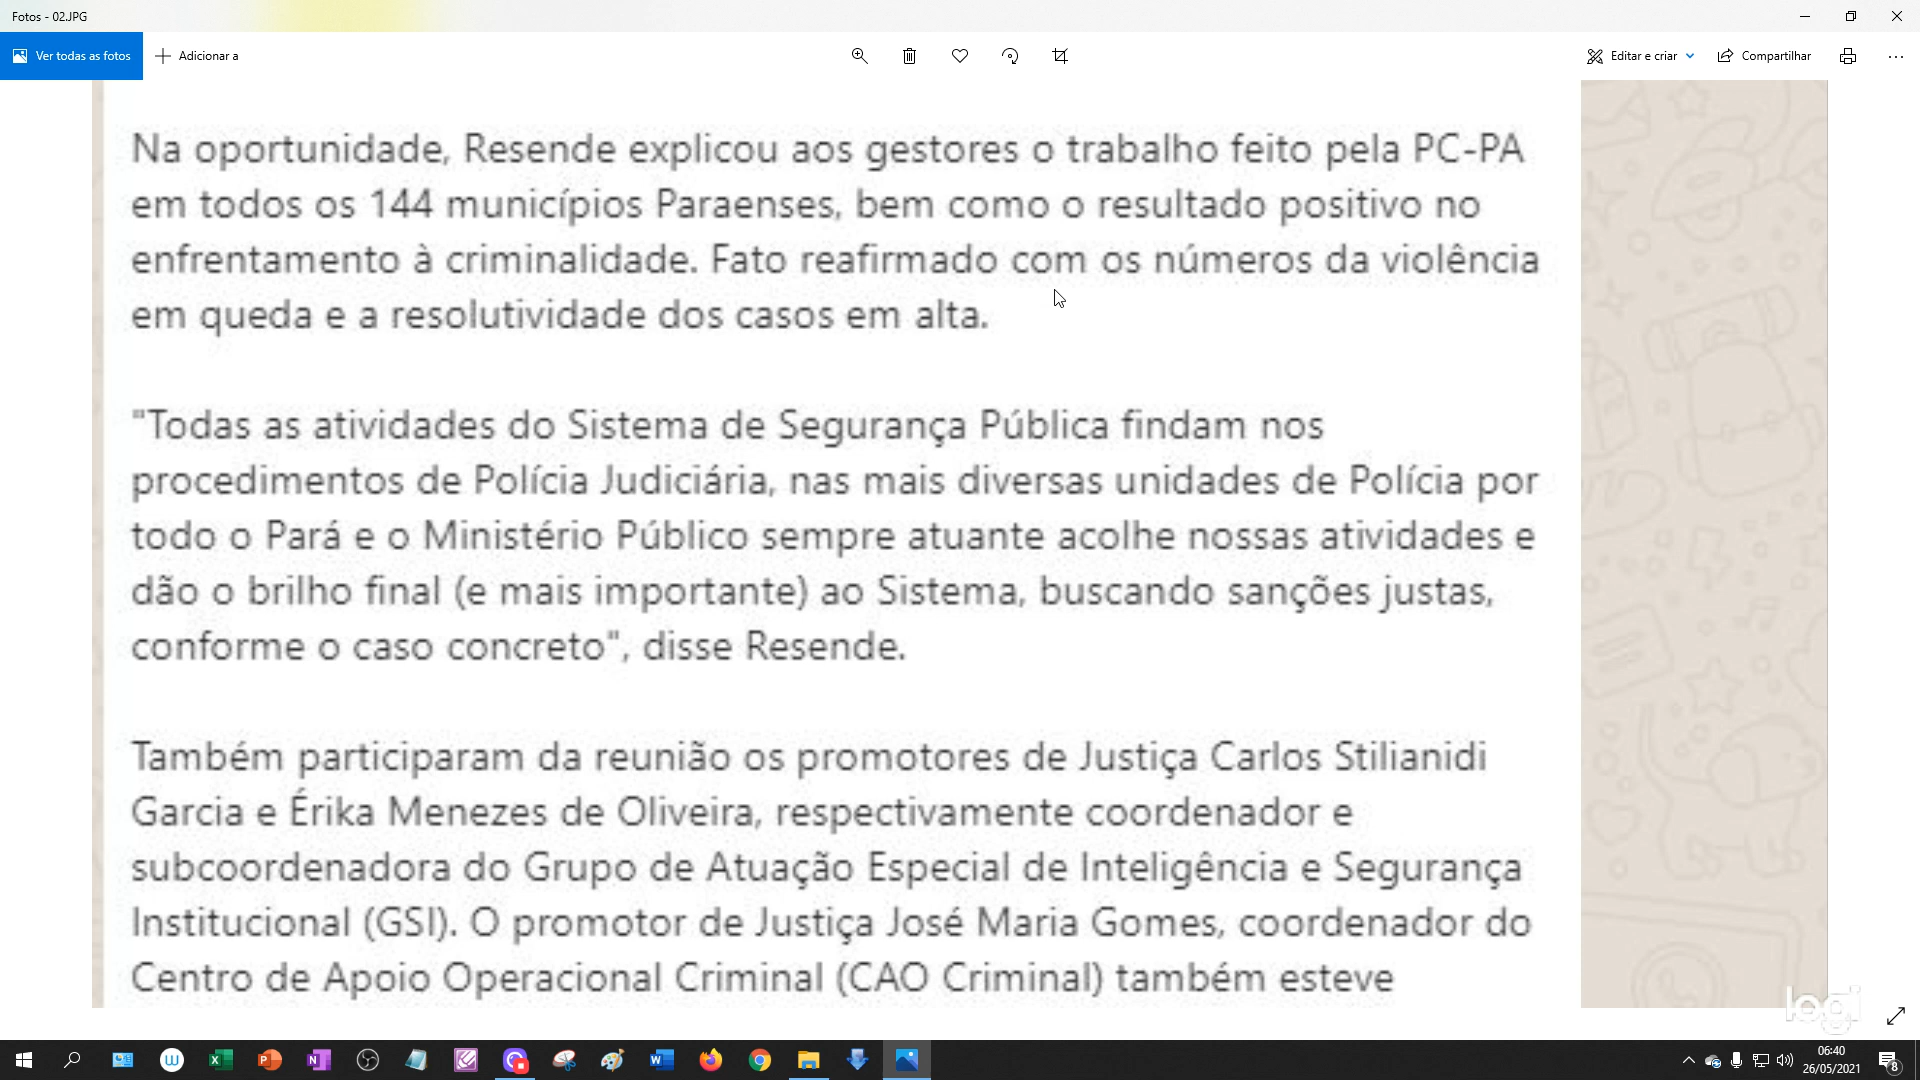 Fotos - 02.JPG
Ver todas as fotos
Adicionar a
Editar e criar
Compartilhar
Na oportunidade, Resende explicou aos gestores o trabalho feito pela PC-PA
em todos os 144 municípios Paraenses, bem como o resultado positivo no
enfrentamento à criminalidade. Fato reafirmado com os números da violência
em queda e a resolutividade dos casos em alta.
"Todas as atividades do Sistema de Segurança Pública findam nos
procedimentos de Polícia Judiciária, nas mais diversas unidades de Polícia por
todo o Pará e o Ministério Público sempre atuante acolhe nossas atividades e
dão o brilho final (e mais importante) ao Sistema, buscando sanções justas,
conforme o caso concreto", disse Resende.
Também participaram da reunião os promotores de Justiça Carlos Stilianidi
Garcia e Érika Menezes de Oliveira, respectivamente coordenador e
subcoordenadora do Grupo de Atuação Especial de Inteligência e Segurança
Institucional (GSI). O promotor de Justiça José Maria Gomes, coordenador do
Centro de Apoio Operacional Criminal (CAO Criminal) também esteve
logi
06:40
26/05/2021
8